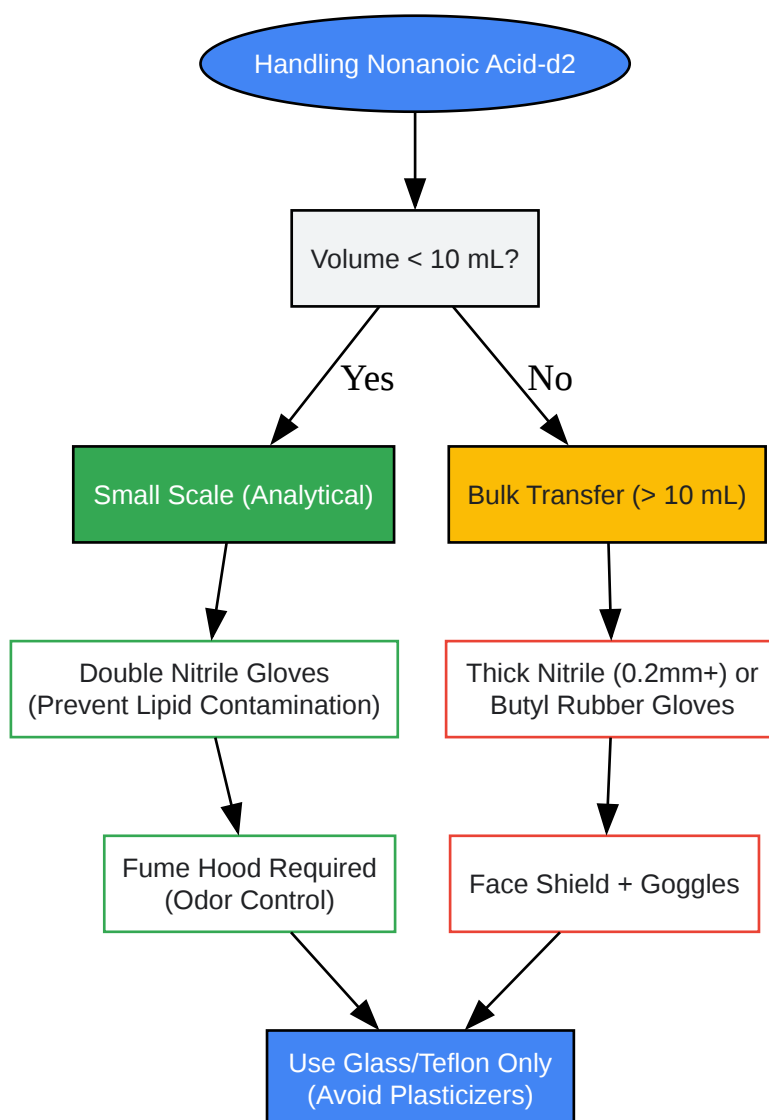 Handling Nonanoic Acid-d2
Volume < 10 mL?
Yes
No
Small Scale (Analytical)
Bulk Transfer (> 10 mL)
Double Nitrile Gloves
(Prevent Lipid Contamination)
Thick Nitrile (0.2mm+) or
Butyl Rubber Gloves
Fume Hood Required
(Odor Control)
Face Shield + Goggles
Use Glass/Teflon Only
(Avoid Plasticizers)